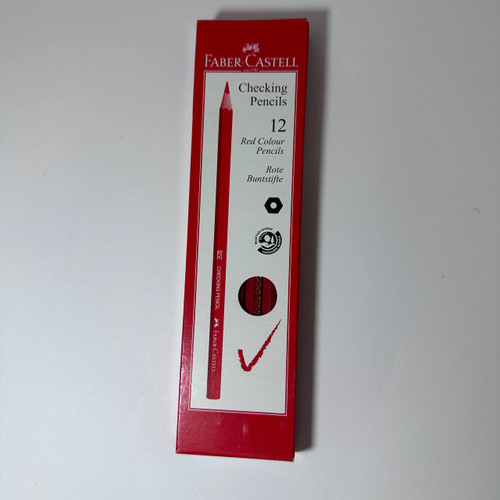 FABER-CASTELL
Checking
Pencils
12
Red Colour
Pencils
Rote
Buntstifte
CHECKING PENCIL
FABER-CASTELL